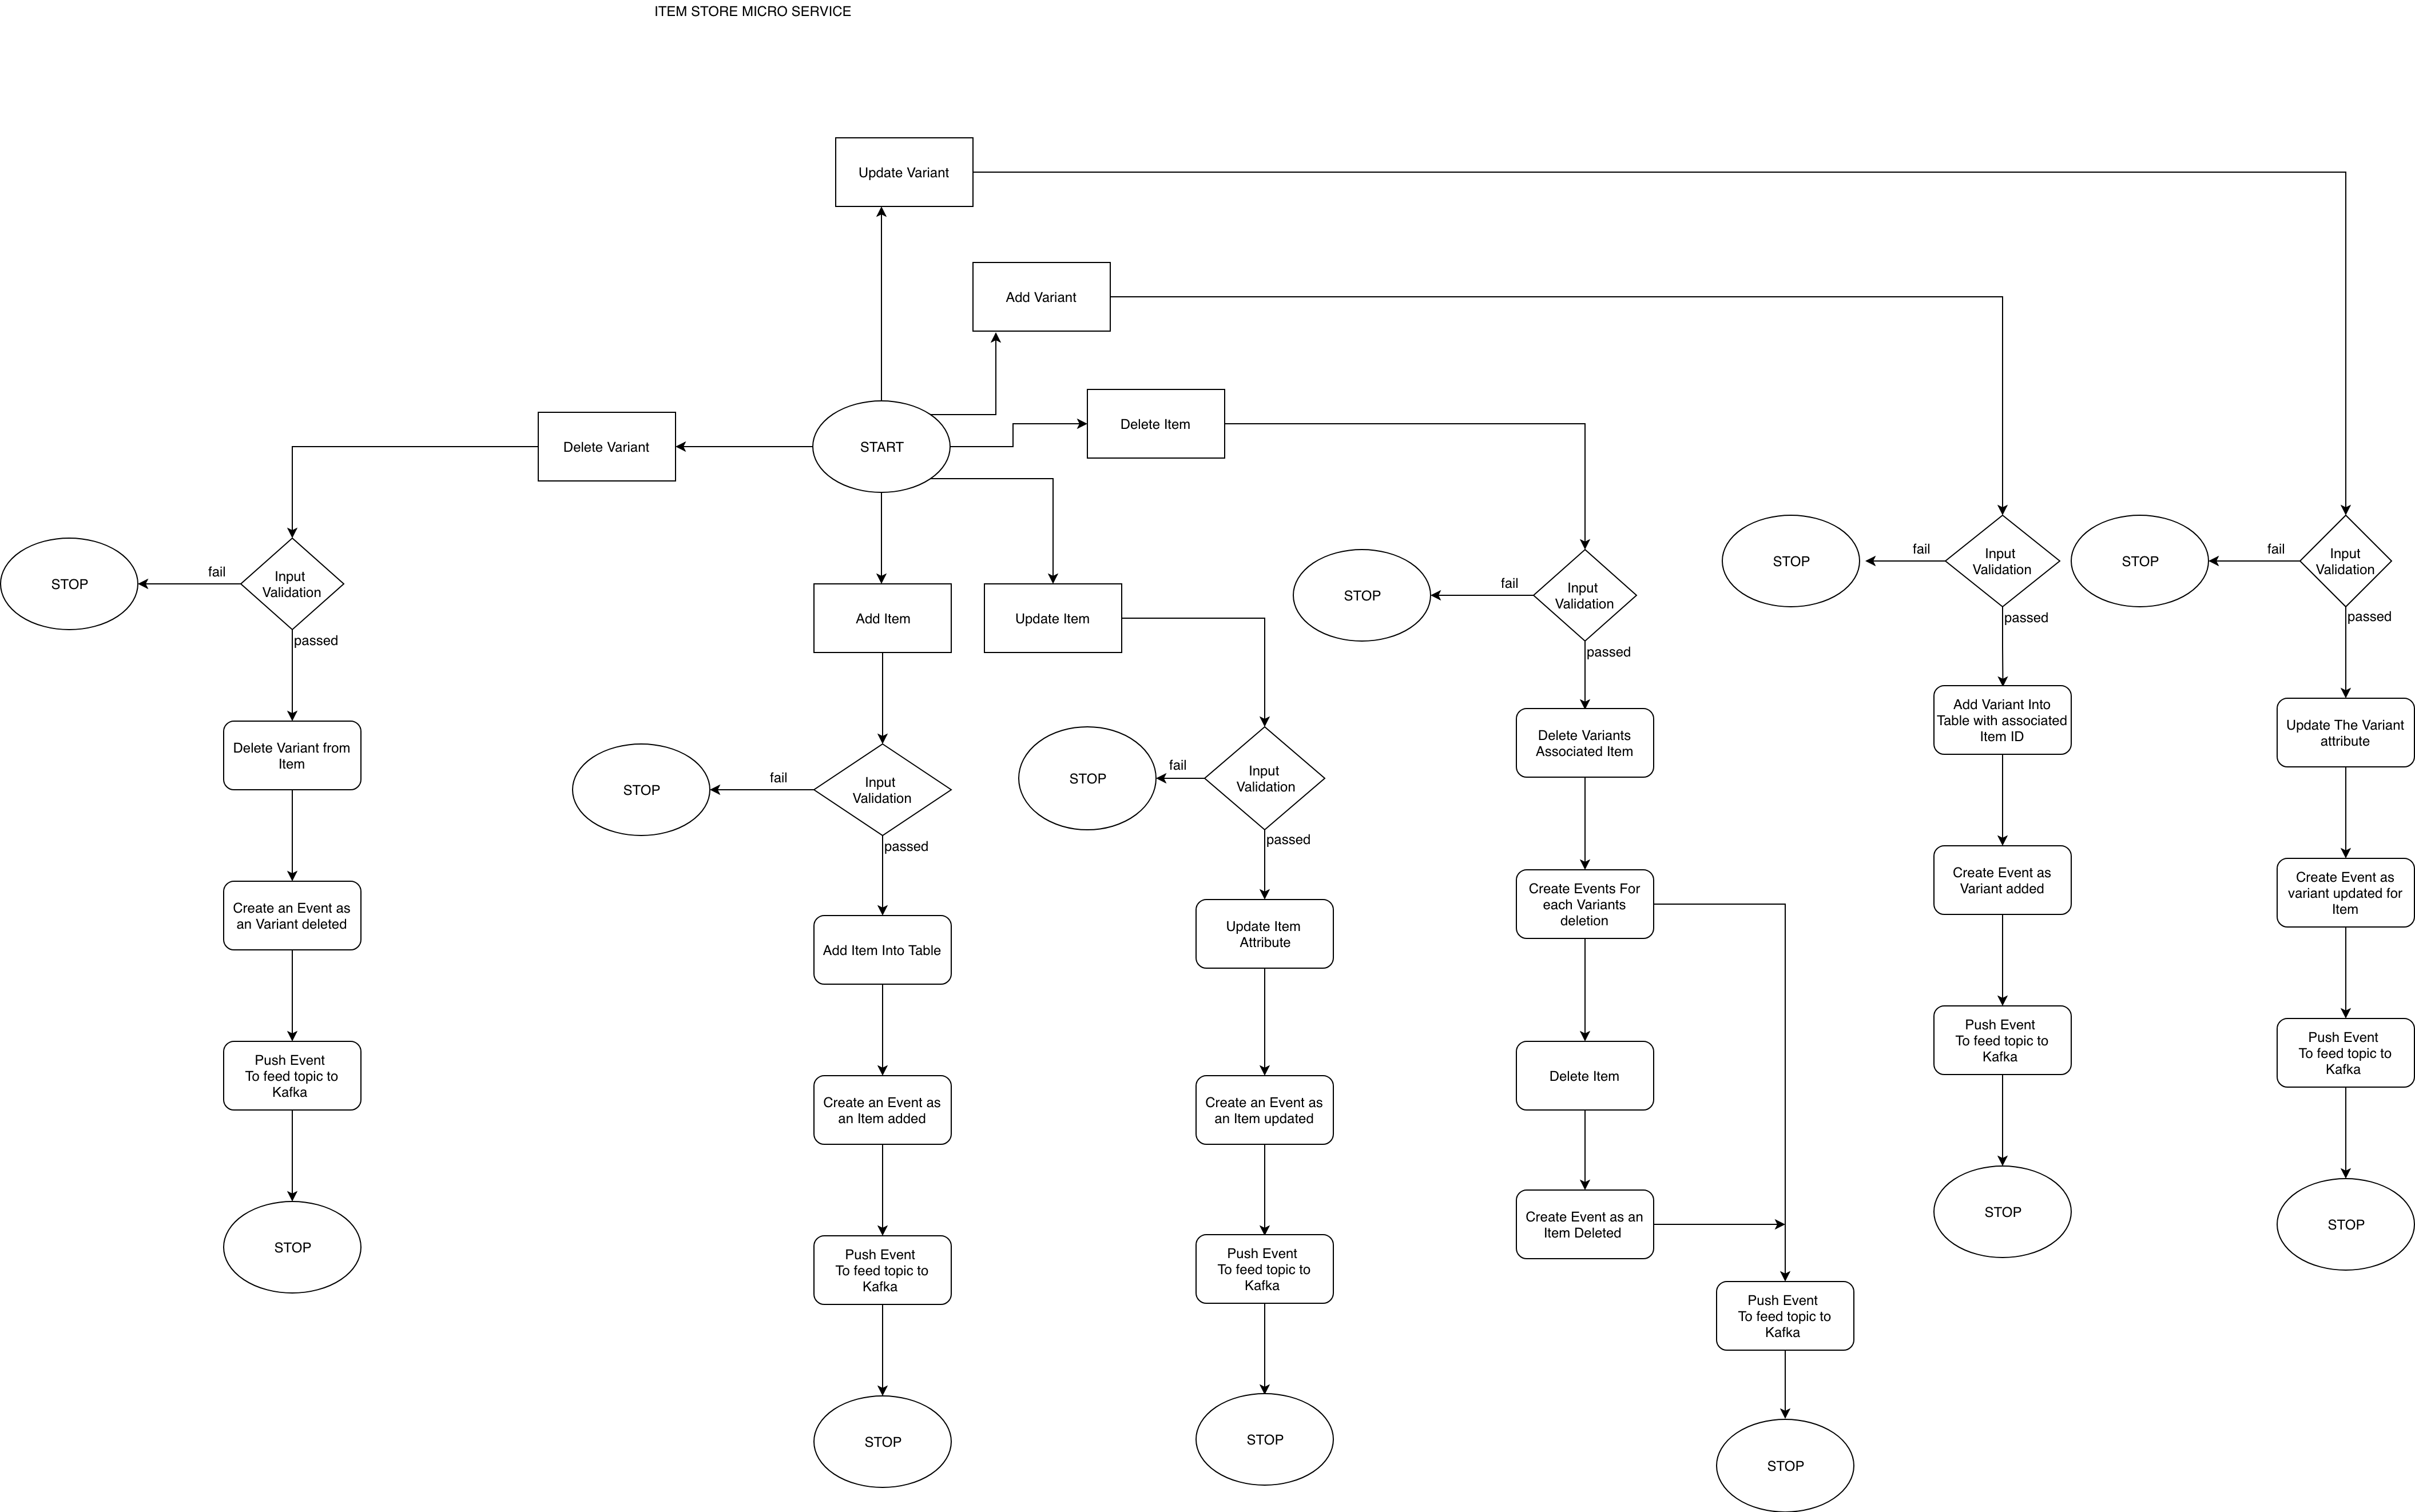 ITEM STORE MICRO SERVICE
Update Variant
Add Variant
Delete Item
Delete Variant
START
STOP
fail
Input
Validation
passed
Delete Variant from
Item
Create an Event as
an Variant deleted
Push Event
To feed topic to
Kafka
STOP
Add Item
STOP
fail
Input
Validation
passed
Add Item Into Table
Create an Event as
an Item added
Push Event
To feed topic to
Kafka
STOP
Update Item
STOP
fail
Input
Validation
passed
Update Item
Attribute
Create an Event as
an Item updated
Push Event
To feed topic to
Kafka
STOP
STOP
fail
Input
Validation
passed
Delete Variants
Associated Item
Create Events For
each Variants
deletion
Delete Item
Create Event as an
Item Deleted
Push Event
To feed topic to
Kafka
STOP
STOP
fail
Input
Validation
passed
Add Variant Into
Table with associated
Item ID
Create Event as
Variant added
Push Event
To feed topic to
Kafka
STOP
STOP
fail
Input
Validation
passed
Update The Variant
attribute
Create Event as
variant updated for
Item
Push Event
To feed topic to
Kafka
STOP